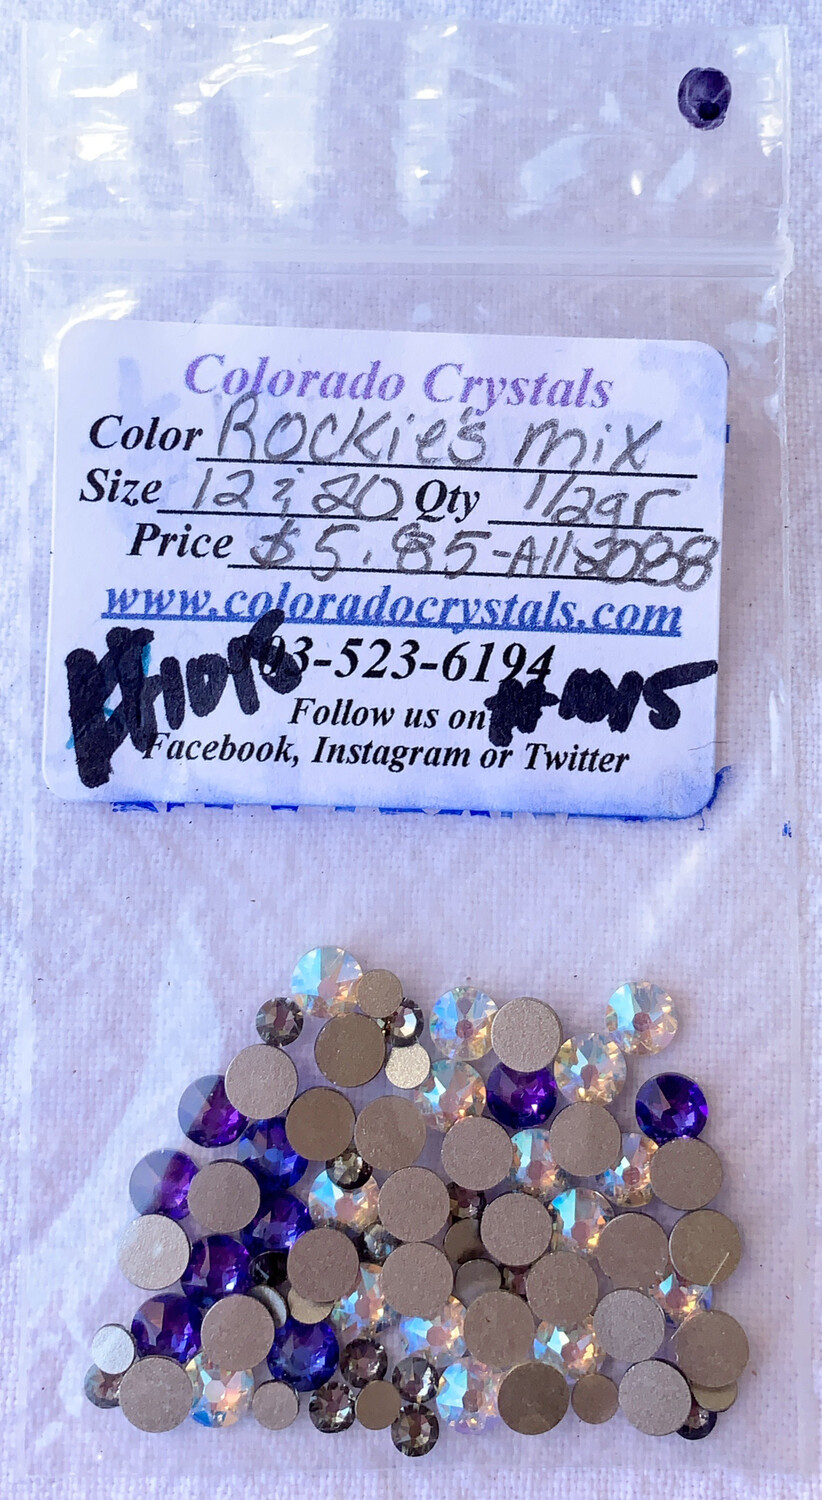 Colorado Crystals
Color Rockie's mix
Size 12 & 20 Qty 1/2gr
Price $5.85-All 2088
www.coloradocrystals.com
03-523-6194
Follow us on
Facebook, Instagram or Twitter